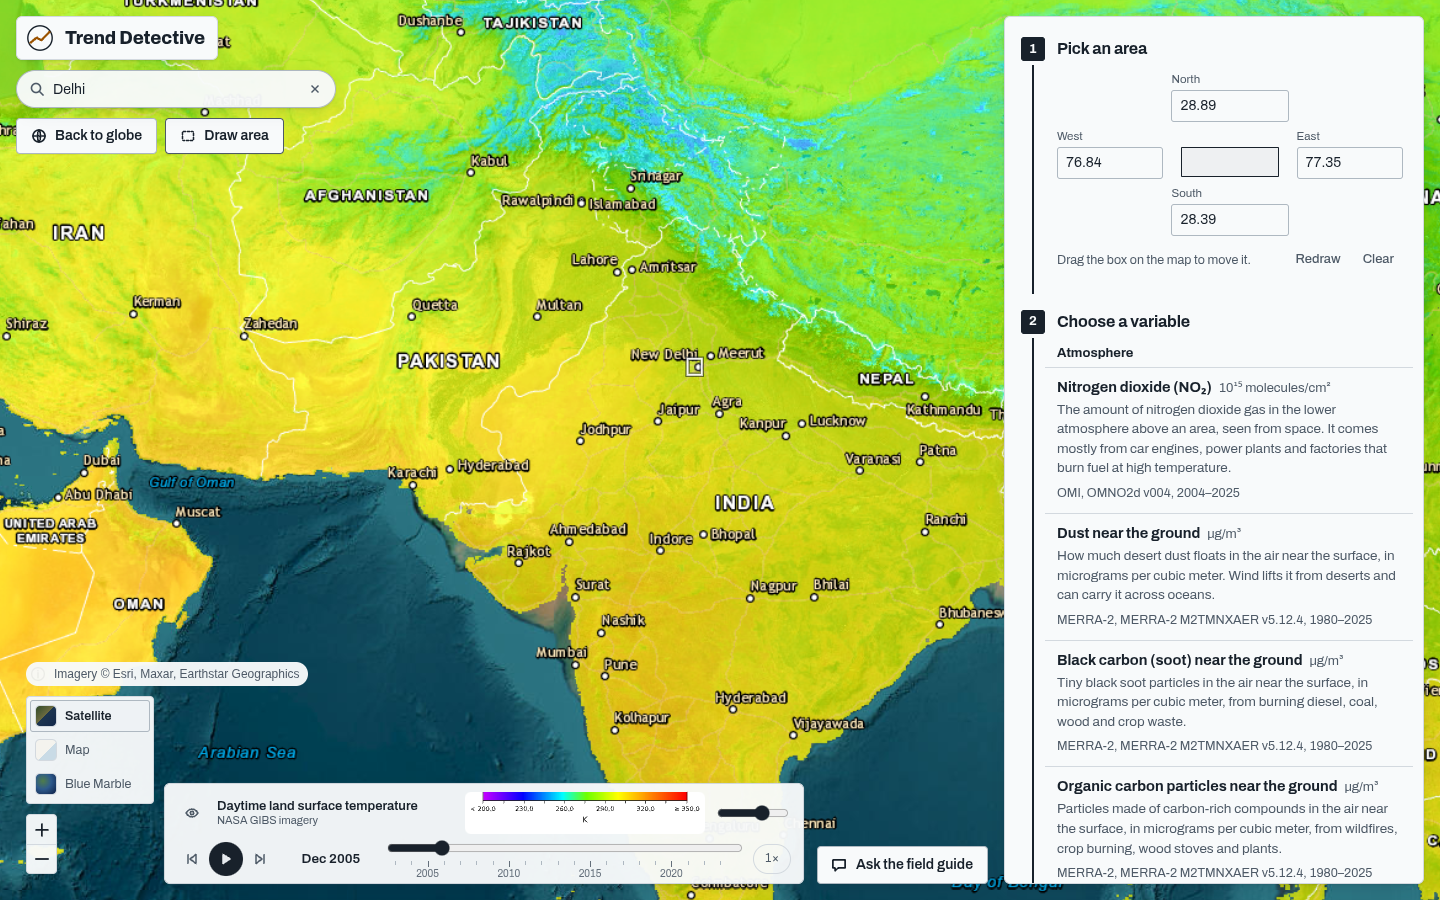 TURKMENISTAN
Dushanbe
TAJIKISTAN
Trend Detective
Delhi
Back to globe
Draw area
Kabul
Srinagar
AFGHANISTAN
Rawalpindi
Islamabad
IRAN
Lahore
Amritsar
Kerman
Quetta
Multan
Shiraz
Zahedan
PAKISTAN
New Delhi
Meerut
NEPAL
Jaipur
Agra
Kathmandu
Jodhpur
Kanpur
Lucknow
Patna
Varanasi
Dubai
Karachi
Hyderabad
Gulf of Oman
Abu Dhabi
INDIA
Muscat
UNITED ARAB
EMIRATES
Ahmedabad
Indore
Bhopal
Ranchi
Rajkot
Surat
Nagpur
Bhilai
OMAN
Nashik
Mumbai
Pune
Imagery © Esri, Maxar, Earthstar Geographics
Hyderabad
Kolhapur
Vijayawada
Satellite
Map
Blue Marble
Arabian Sea
Daytime land surface temperature
NASA GIBS imagery
< 200.0 230.0 260.0 290.0 320.0 ≥ 350.0
K
Dec 2005
2005 2010 2015 2020
1×
Ask the field guide
Bay of Bengal
1 Pick an area
North
28.89
West
76.84
East
77.35
South
28.39
Drag the box on the map to move it.
Redraw
Clear
2 Choose a variable
Atmosphere
Nitrogen dioxide (NO₂) 10¹⁵ molecules/cm²
The amount of nitrogen dioxide gas in the lower
atmosphere above an area, seen from space. It comes
mostly from car engines, power plants and factories that
burn fuel at high temperature.
OMI, OMNO2d v004, 2004–2025
Dust near the ground µg/m³
How much desert dust floats in the air near the surface, in
micrograms per cubic meter. Wind lifts it from deserts and
can carry it across oceans.
MERRA-2, MERRA-2 M2TMNXAER v5.12.4, 1980–2025
Black carbon (soot) near the ground µg/m³
Tiny black soot particles in the air near the surface, in
micrograms per cubic meter, from burning diesel, coal,
wood and crop waste.
MERRA-2, MERRA-2 M2TMNXAER v5.12.4, 1980–2025
Organic carbon particles near the ground µg/m³
Particles made of carbon-rich compounds in the air near
the surface, in micrograms per cubic meter, from wildfires,
crop burning, wood stoves and plants.
MERRA-2, MERRA-2 M2TMNXAER v5.12.4, 1980–2025